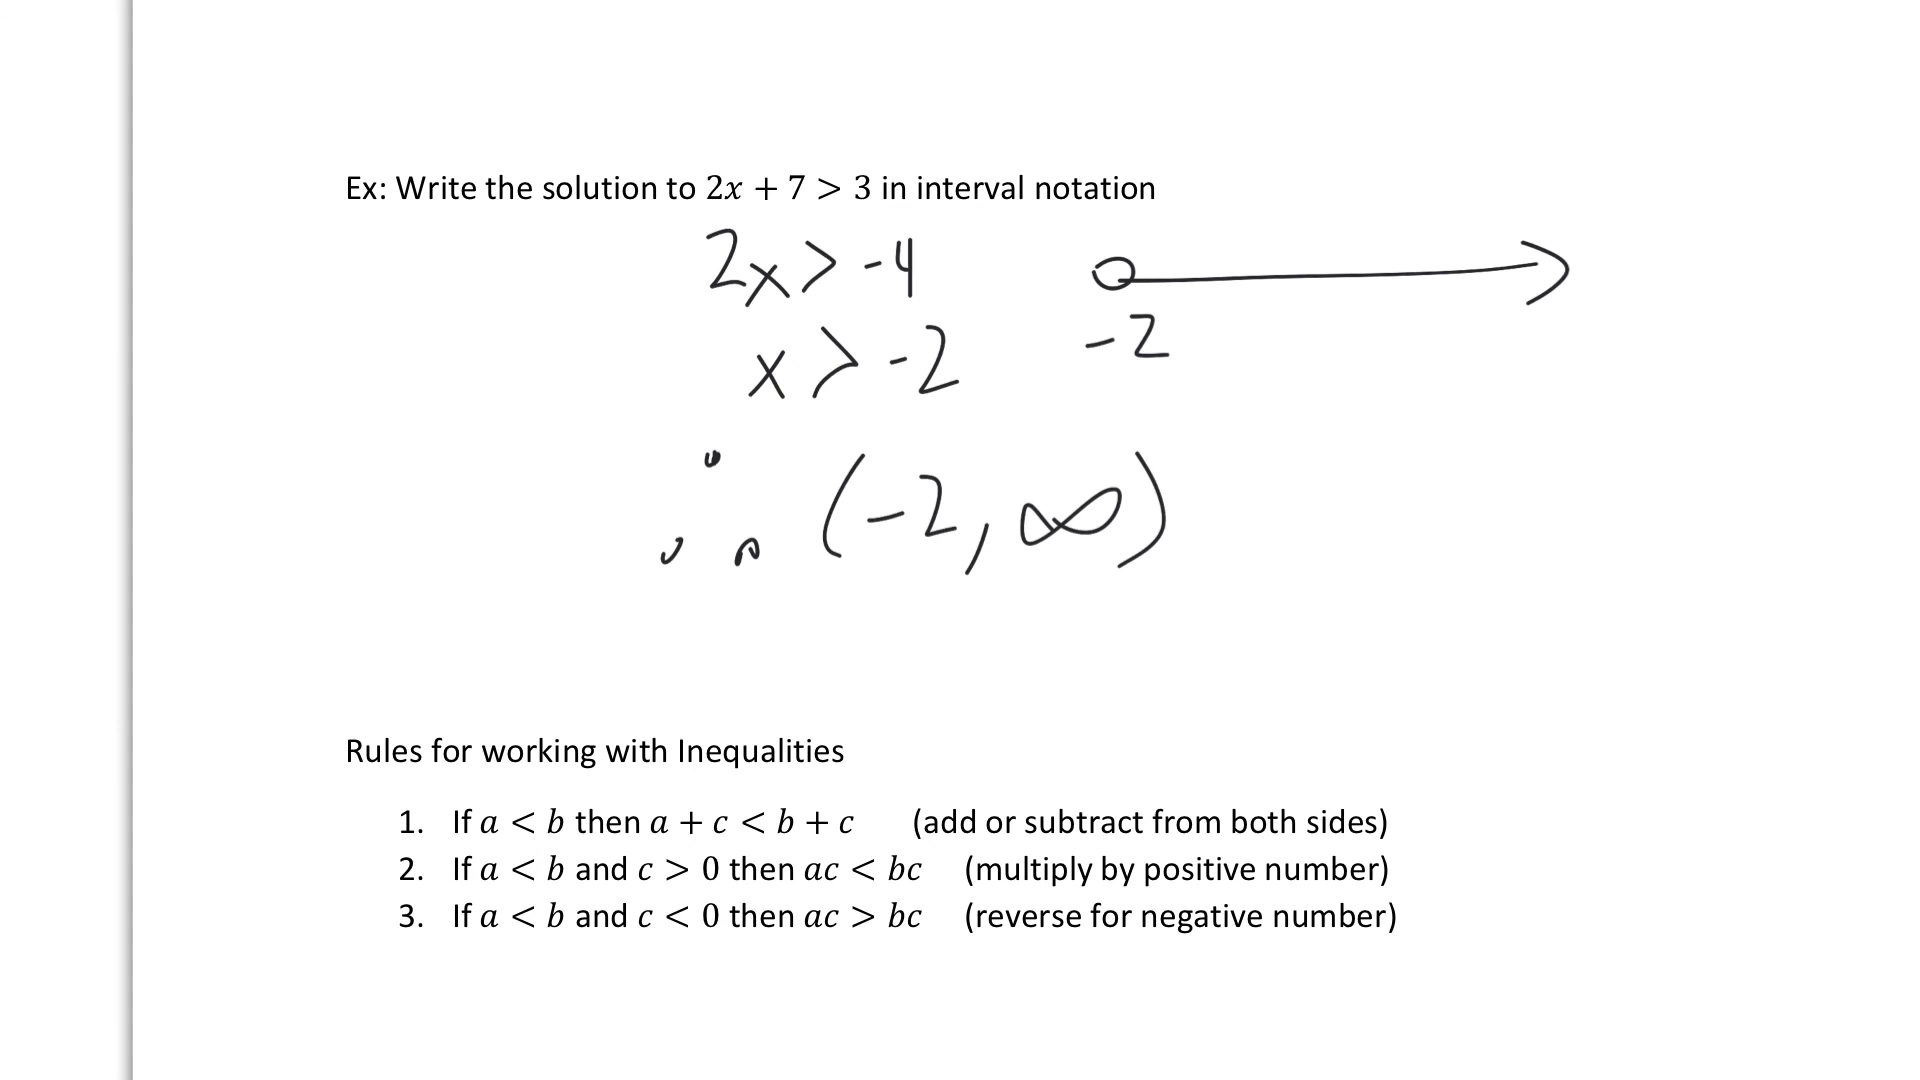 Ex: Write the solution to 2x + 7 > 3 in interval notation
2x > -4
x > -2
-2
∴ (-2, ∞)
Rules for working with Inequalities
1. If a < b then a + c < b + c (add or subtract from both sides)
2. If a < b and c > 0 then ac < bc (multiply by positive number)
3. If a < b and c < 0 then ac > bc (reverse for negative number)